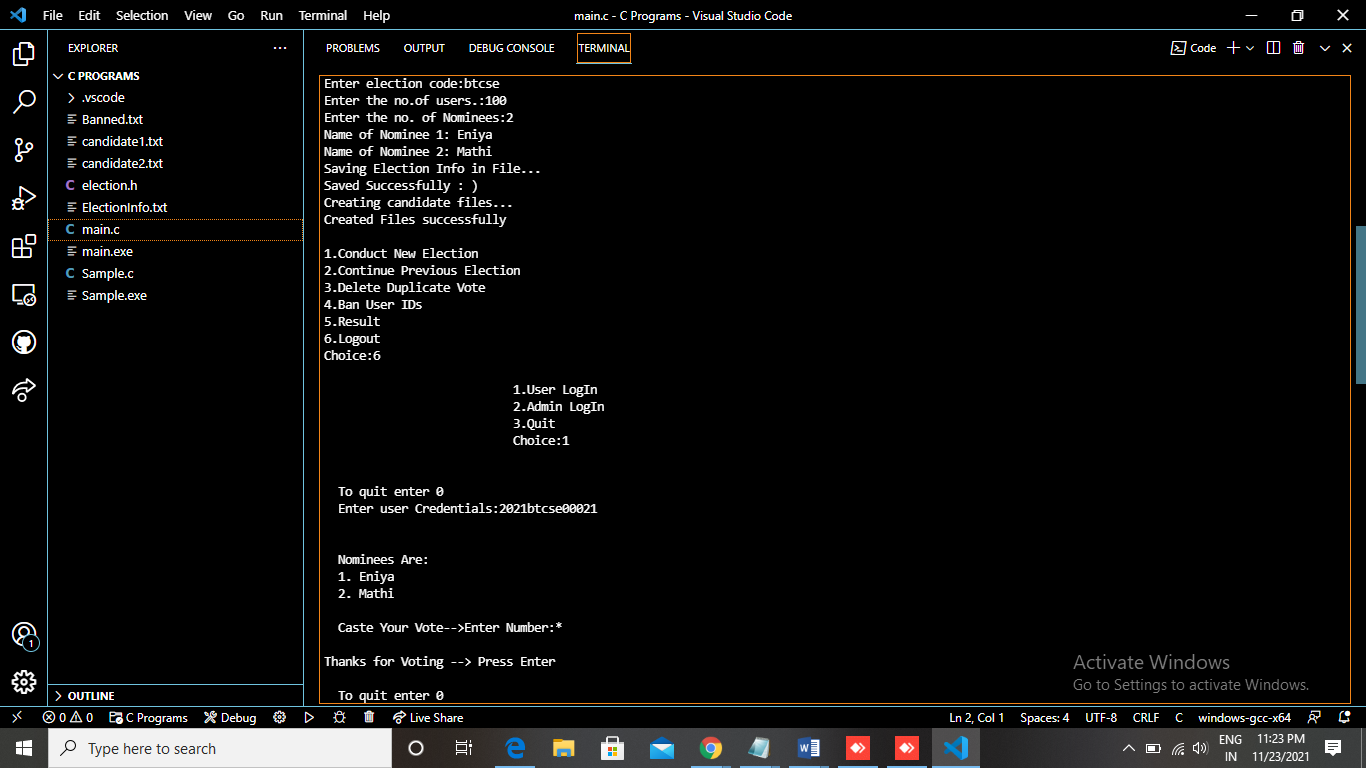 File Edit Selection View Go Run Terminal Help
main.c - C Programs - Visual Studio Code
EXPLORER
C PROGRAMS
.vscode
Banned.txt
candidate1.txt
candidate2.txt
C election.h
ElectionInfo.txt
C main.c
main.exe
C Sample.c
Sample.exe
OUTLINE
PROBLEMS OUTPUT DEBUG CONSOLE TERMINAL
Code
Enter election code:btcse
Enter the no.of users.:100
Enter the no. of Nominees:2
Name of Nominee 1: Eniya
Name of Nominee 2: Mathi
Saving Election Info in File...
Saved Successfully : )
Creating candidate files...
Created Files successfully
1.Conduct New Election
2.Continue Previous Election
3.Delete Duplicate Vote
4.Ban User IDs
5.Result
6.Logout
Choice:6
1.User LogIn
2.Admin LogIn
3.Quit
Choice:1
To quit enter 0
Enter user Credentials:2021btcse00021
Nominees Are:
1. Eniya
2. Mathi
Caste Your Vote-->Enter Number:*
Thanks for Voting --> Press Enter
To quit enter 0
Activate Windows
Go to Settings to activate Windows.
1
0 0 C Programs Debug Live Share
Ln 2, Col 1 Spaces: 4 UTF-8 CRLF C windows-gcc-x64
Type here to search
ENG
IN
11:23 PM
11/23/2021